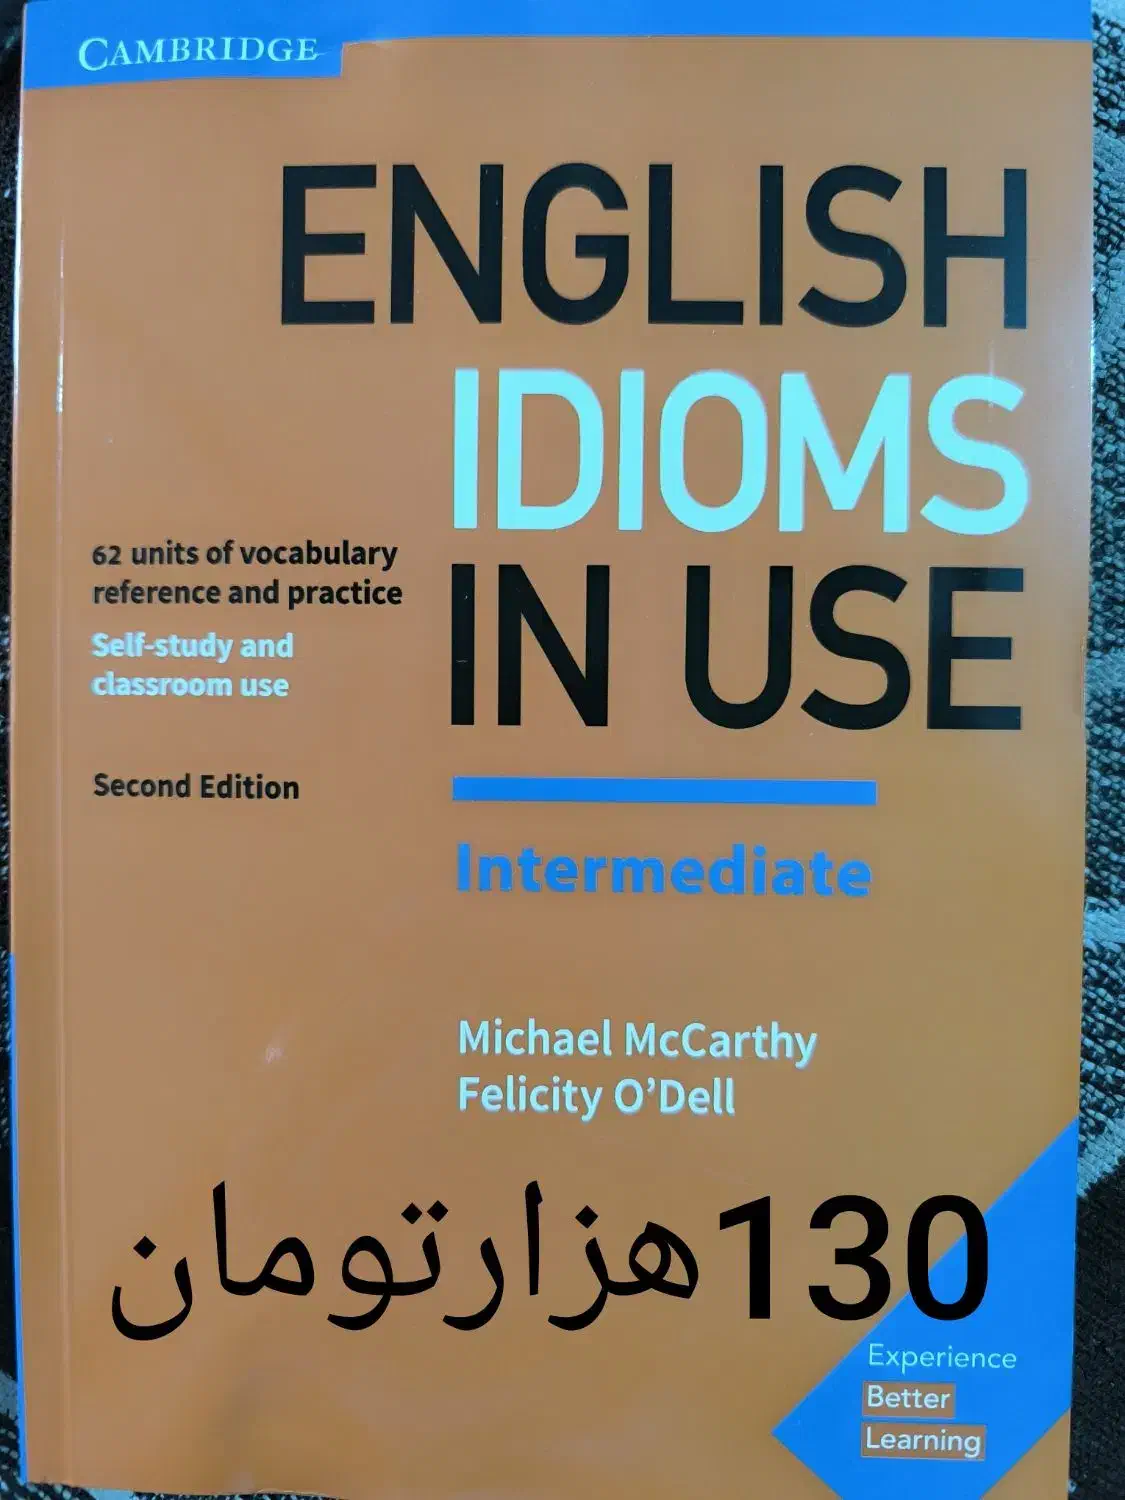 CAMBRIDGE
ENGLISH
IDIOMS
IN USE
62 units of vocabulary
reference and practice
Self-study and
classroom use
Second Edition
Intermediate
Michael McCarthy
Felicity O'Dell
130هزارتومان
Experience
Better
Learning